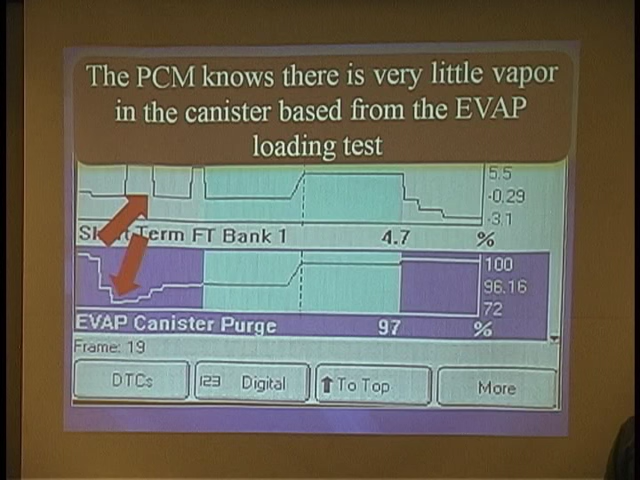 The PCM knows there is very little vapor
in the canister based from the EVAP
loading test
5.5
-0.29
-3.1
Short Term FT Bank 1 4.7 %
100
96.16
72
EVAP Canister Purge 97 %
Frame: 19
DTCs 123 Digital To Top More